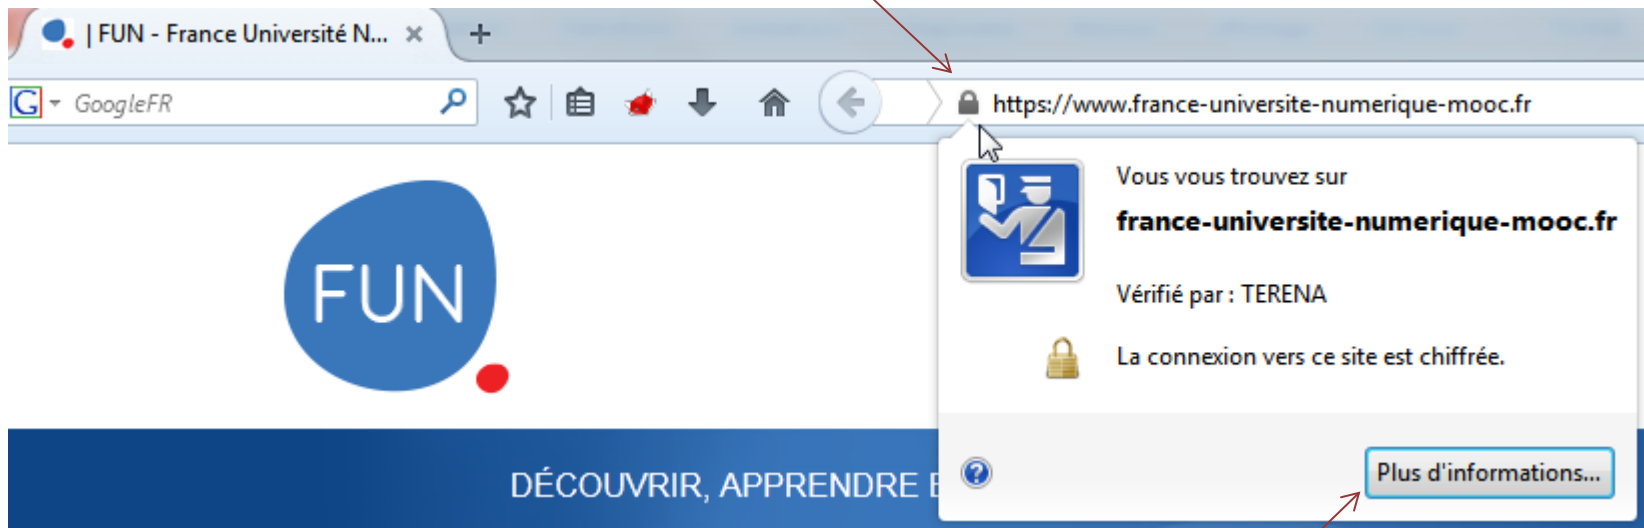 | FUN - France Université N...
G GoogleFR
https://www.france-universite-numerique-mooc.fr
Vous vous trouvez sur
france-universite-numerique-mooc.fr
Vérifié par : TERENA
La connexion vers ce site est chiffrée.
FUN
DÉCOUVRIR, APPRENDRE
? Plus d'informations...